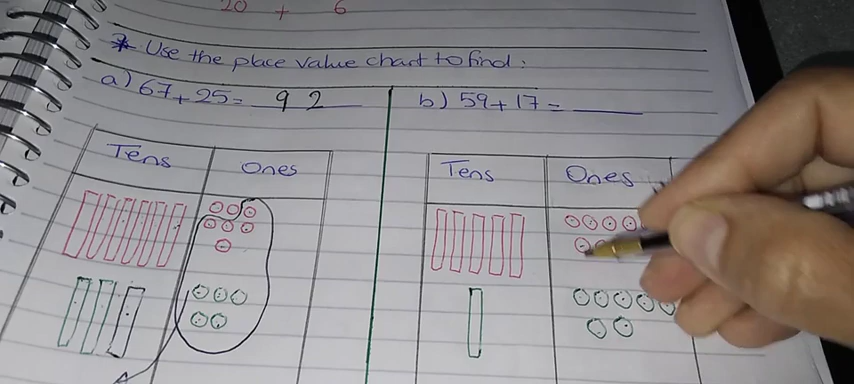 20 + 6
* Use the place value chart to find:
a) 67+25= 92
b) 59+17=
Tens Ones
Tens Ones